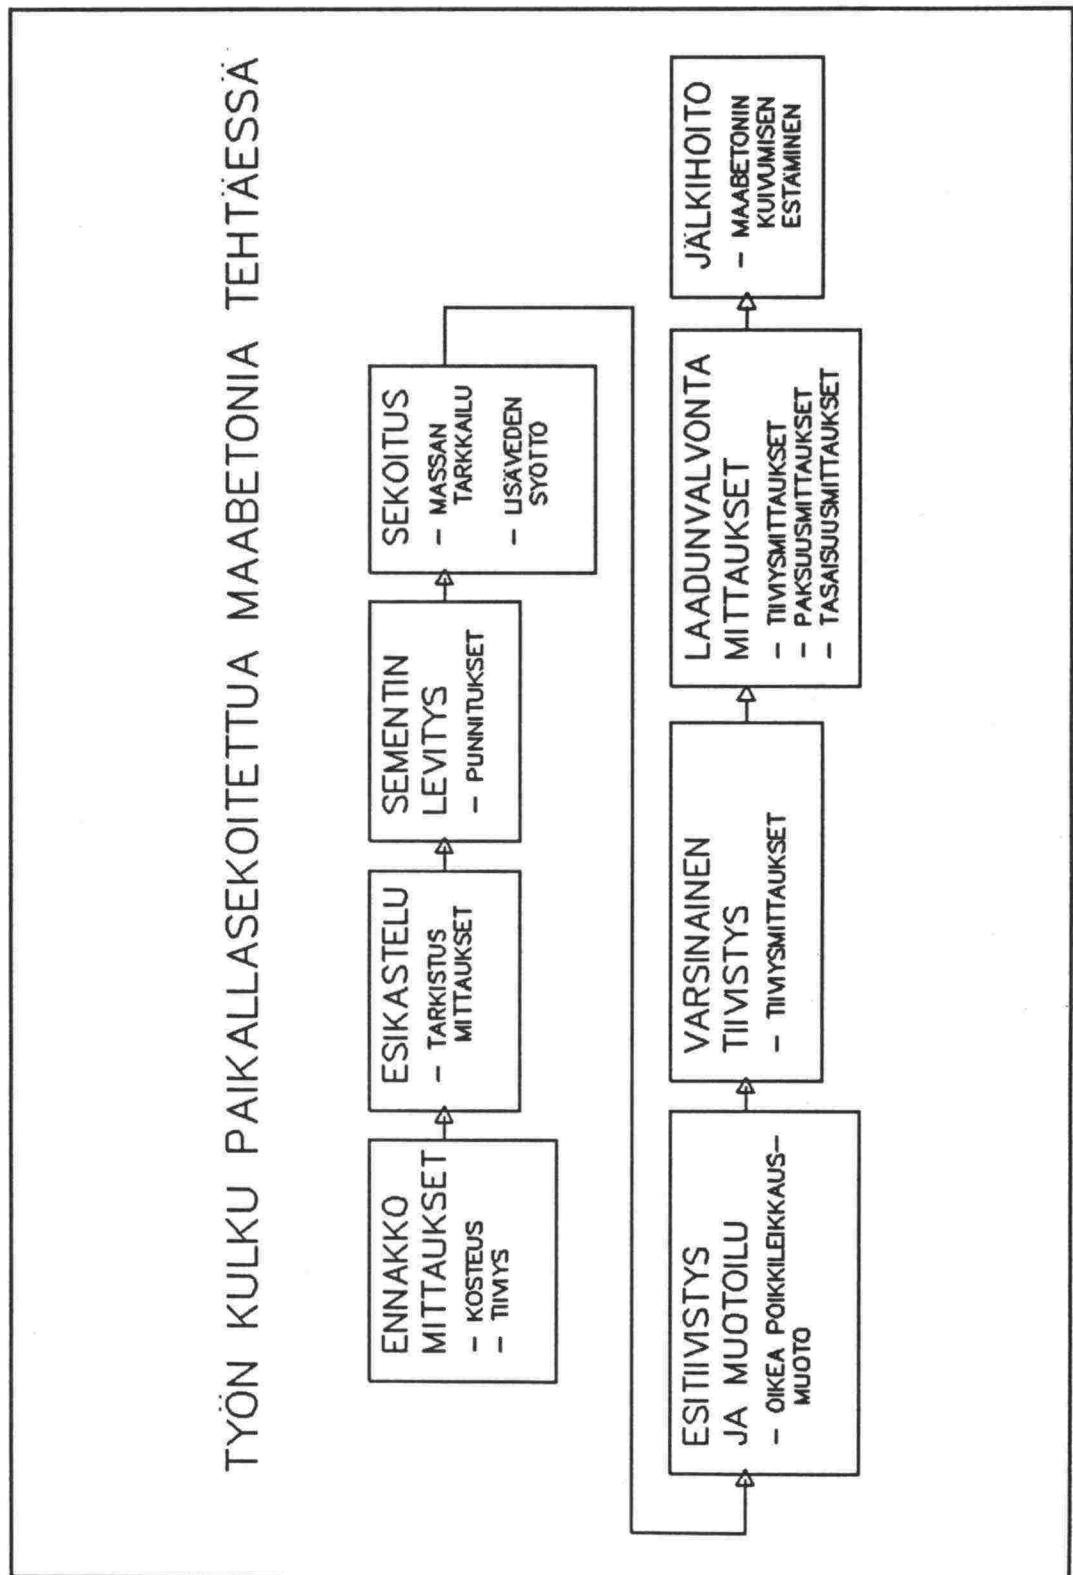 TYÖN KULKU PAIKALLASEKOITETTUA MAABETONIA TEHTÄESSÄ
ENNAKKO
MITTAUKSET
- KOSTEUS
- TIIVIYS
ESIKASTELU
- TARKISTUS
MITTAUKSET
SEMENTIN
LEVITYS
- PUNNITUKSET
SEKOITUS
- MASSAN
TARKKAILU
- LISÄVEDEN
SYÖTTO
ESITIIVISTYS
JA MUOTOILU
- OIKEA POIKKILEIKKAUS-
MUOTO
VARSINAINEN
TIIVISTYS
- TIIVIYSMITTAUKSET
LAADUNVALVONTA
MITTAUKSET
- TIIVIYSMITTAUKSET
- PAKSUUSMITTAUKSET
- TASAISUUSMITTAUKSET
JÄLKIHOITO
- MAABETONIN
KUIVUMISEN
ESTÄMINEN